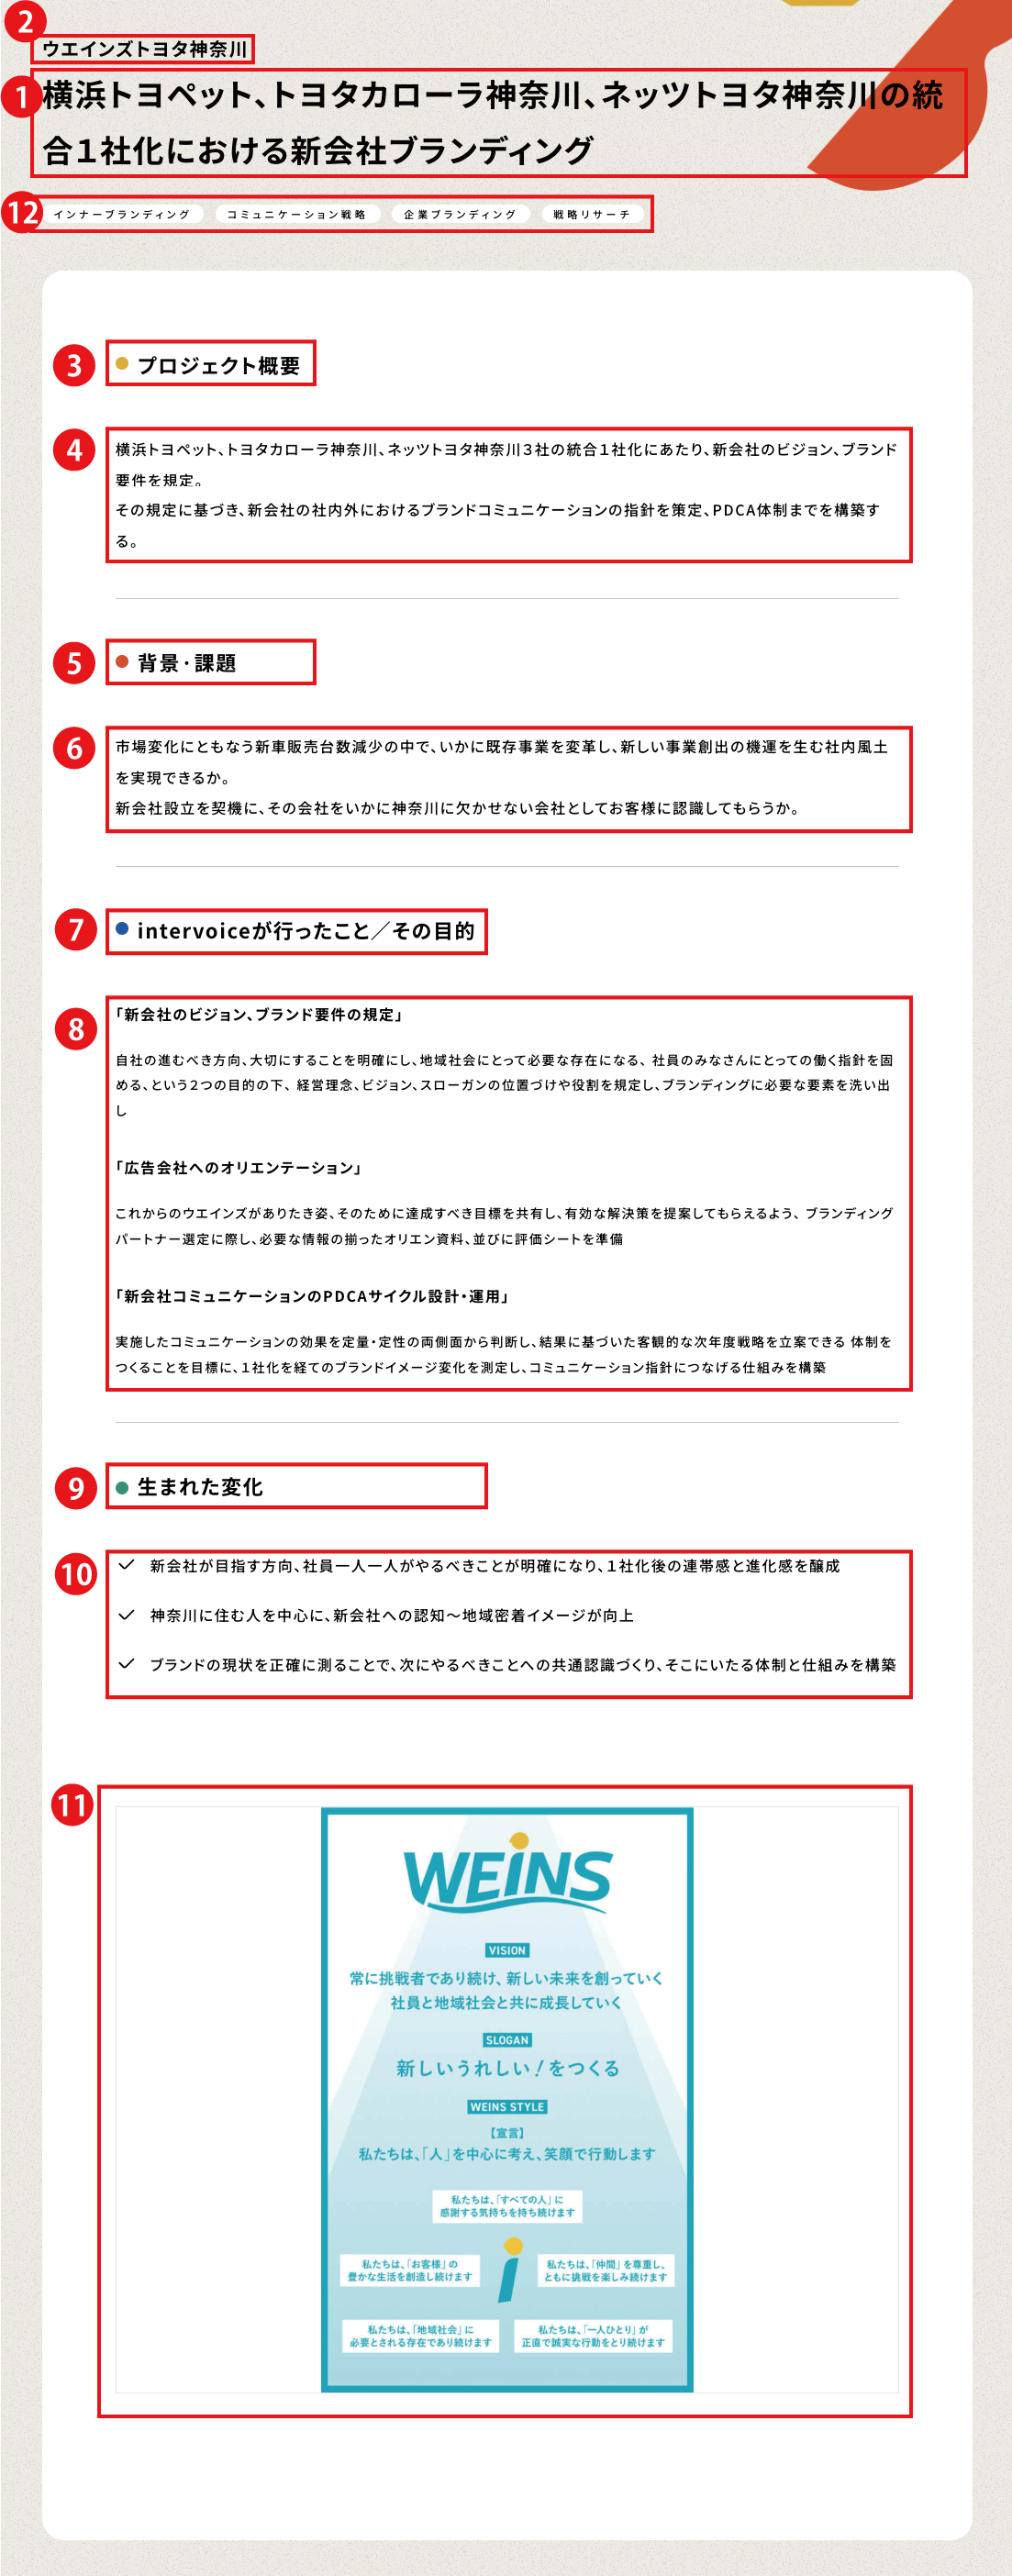 2
ウエインズトヨタ神奈川
1
横浜トヨペット、トヨタカローラ神奈川、ネッツトヨタ神奈川の統
合１社化における新会社ブランディング
12
インナーブランディング コミュニケーション戦略 企業ブランディング 戦略リサーチ
3
プロジェクト概要
4
横浜トヨペット、トヨタカローラ神奈川、ネッツトヨタ神奈川３社の統合１社化にあたり、新会社のビジョン、ブランド
要件を規定。
その規定に基づき、新会社の社内外におけるブランドコミュニケーションの指針を策定、PDCA体制までを構築す
る。
5
背景・課題
6
市場変化にともなう新車販売台数減少の中で、いかに既存事業を変革し、新しい事業創出の機運を生む社内風土
を実現できるか。
新会社設立を契機に、その会社をいかに神奈川に欠かせない会社としてお客様に認識してもらうか。
7
intervoiceが行ったこと／その目的
8
「新会社のビジョン、ブランド要件の規定」
自社の進むべき方向、大切にすることを明確にし、地域社会にとって必要な存在になる、 社員のみなさんにとっての働く指針を固
める、という２つの目的の下、 経営理念、ビジョン、スローガンの位置づけや役割を規定し、ブランディングに必要な要素を洗い出
し
「広告会社へのオリエンテーション」
これからのウエインズがありたき姿、そのために達成すべき目標を共有し、有効な解決策を提案してもらえるよう、 ブランディング
パートナー選定に際し、必要な情報の揃ったオリエン資料、並びに評価シートを準備
「新会社コミュニケーションのPDCAサイクル設計・運用」
実施したコミュニケーションの効果を定量・定性の両側面から判断し、結果に基づいた客観的な次年度戦略を立案できる 体制を
つくることを目標に、１社化を経てのブランドイメージ変化を測定し、コミュニケーション指針につなげる仕組みを構築
9
生まれた変化
10
新会社が目指す方向、社員一人一人がやるべきことが明確になり、１社化後の連帯感と進化感を醸成
神奈川に住む人を中心に、新会社への認知〜地域密着イメージが向上
ブランドの現状を正確に測ることで、次にやるべきことへの共通認識づくり、そこにいたる体制と仕組みを構築
11
WEiNS
VISION
常に挑戦者であり続け、新しい未来を創っていく
社員と地域社会と共に成長していく
SLOGAN
新しいうれしい！をつくる
WEINS STYLE
【宣言】
私たちは、「人」を中心に考え、笑顔で行動します
私たちは、「すべての人」に
感謝する気持ちを持ち続けます
私たちは、「お客様」の
豊かな生活を創造し続けます
i
私たちは、「仲間」を尊重し、
ともに挑戦を楽しみ続けます
私たちは、「地域社会」に
必要とされる存在であり続けます
私たちは、「一人ひとり」が
正直で誠実な行動をとり続けます